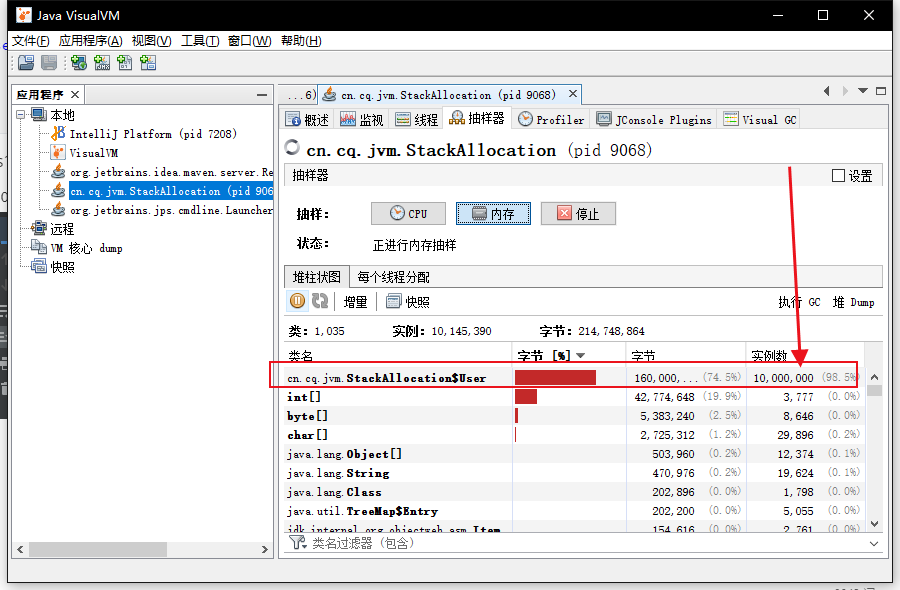 Java VisualVM
文件(F) 应用程序(A) 视图(V) 工具(T) 窗口(W) 帮助(H)
应用程序
本地
IntelliJ Platform (pid 7208)
VisualVM
org.jetbrains.idea.maven.server.Re
cn.cq.jvm.StackAllocation (pid 906
org.jetbrains.jps.cmdline.Launcher
远程
VM 核心 dump
快照
...6) cn.cq.jvm.StackAllocation (pid 9068)
概述 监视 线程 抽样器 Profiler JConsole Plugins Visual GC
cn.cq.jvm.StackAllocation (pid 9068)
抽样器 设置
抽样： CPU 内存 停止
状态： 正进行内存抽样
堆柱状图 每个线程分配
增量 快照 执行 GC 堆 Dump
类：1,035 实例：10,145,390 字节：214,748,864
类名 字节 [%] 字节 实例数
cn.cq.jvm.StackAllocation$User 160,000,... (74.5%) 10,000,000 (98.5%
int[] 42,774,648 (19.9%) 3,777 (0.0%)
byte[] 5,383,240 (2.5%) 8,646 (0.0%)
char[] 2,725,312 (1.2%) 29,896 (0.2%)
java.lang.Object[] 503,960 (0.2%) 12,374 (0.1%)
java.lang.String 470,976 (0.2%) 19,624 (0.1%)
java.lang.Class 202,896 (0.0%) 1,798 (0.0%)
java.util.TreeMap$Entry 202,200 (0.0%) 5,055 (0.0%)
jdk.internal.org.objectweb.asm.Item 154,616 (0.0%) 2,761 (0.0%)
类名过滤器（包含）